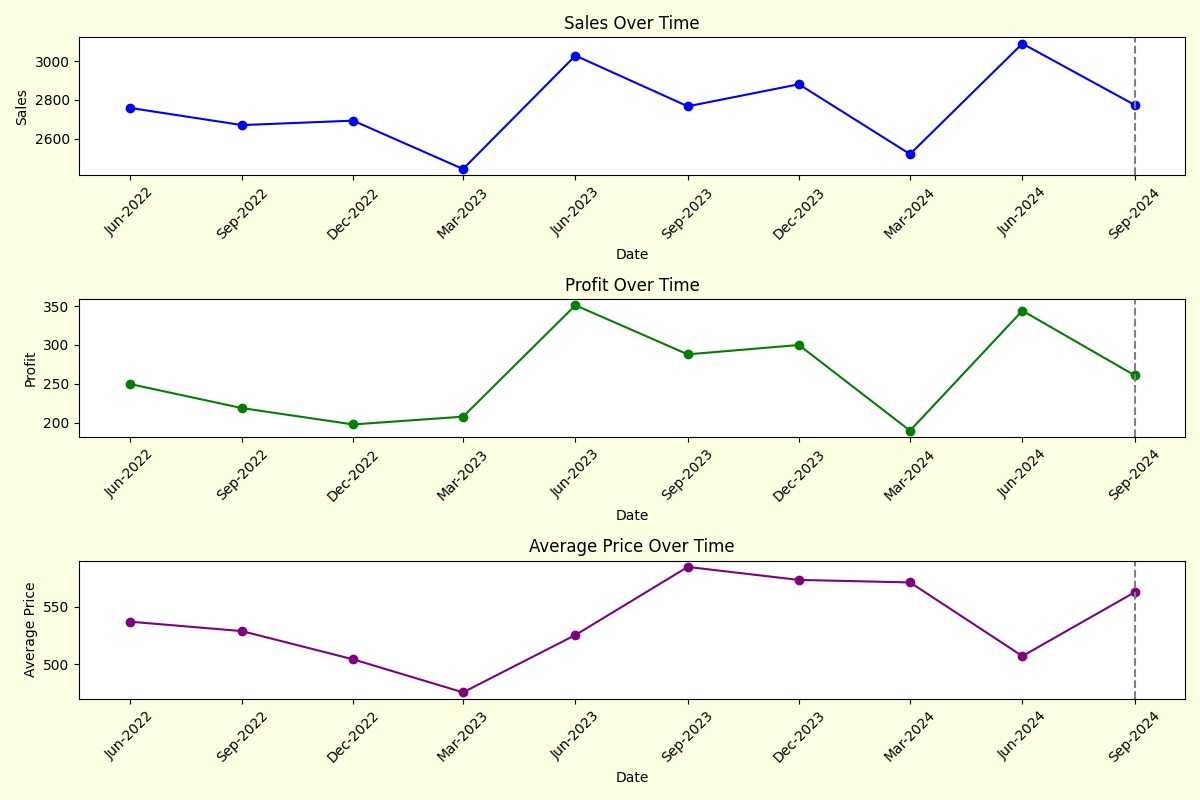 Sales Over Time
3000
2800
2600
Sales
Jun-2022 Sep-2022 Dec-2022 Mar-2023 Jun-2023 Sep-2023 Dec-2023 Mar-2024 Jun-2024 Sep-2024
Date
Profit Over Time
350
300
250
200
Profit
Jun-2022 Sep-2022 Dec-2022 Mar-2023 Jun-2023 Sep-2023 Dec-2023 Mar-2024 Jun-2024 Sep-2024
Date
Average Price Over Time
550
500
Average Price
Jun-2022 Sep-2022 Dec-2022 Mar-2023 Jun-2023 Sep-2023 Dec-2023 Mar-2024 Jun-2024 Sep-2024
Date